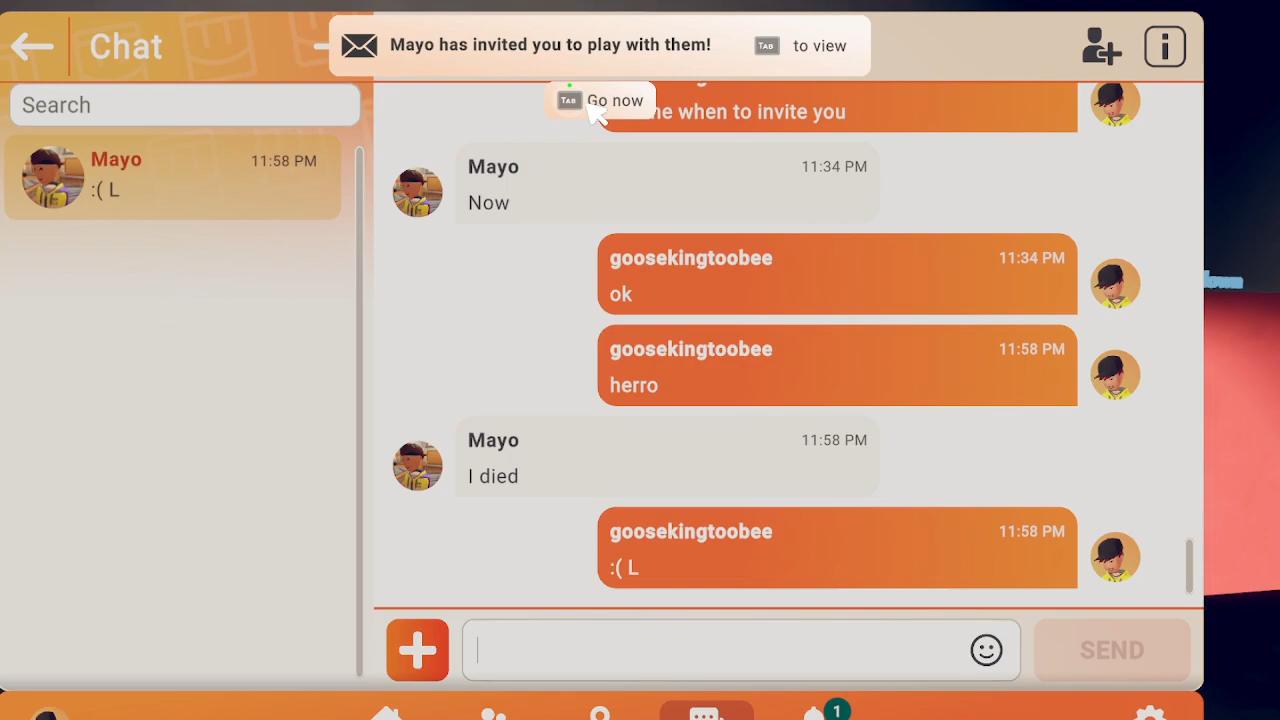 Chat
Mayo has invited you to play with them!
TAB to view
TAB Go now
Search
Mayo 11:58 PM
:( L
me when to invite you
Mayo 11:34 PM
Now
goosekingtoobee 11:34 PM
ok
goosekingtoobee 11:58 PM
herro
Mayo 11:58 PM
I died
goosekingtoobee 11:58 PM
:( L
SEND
1